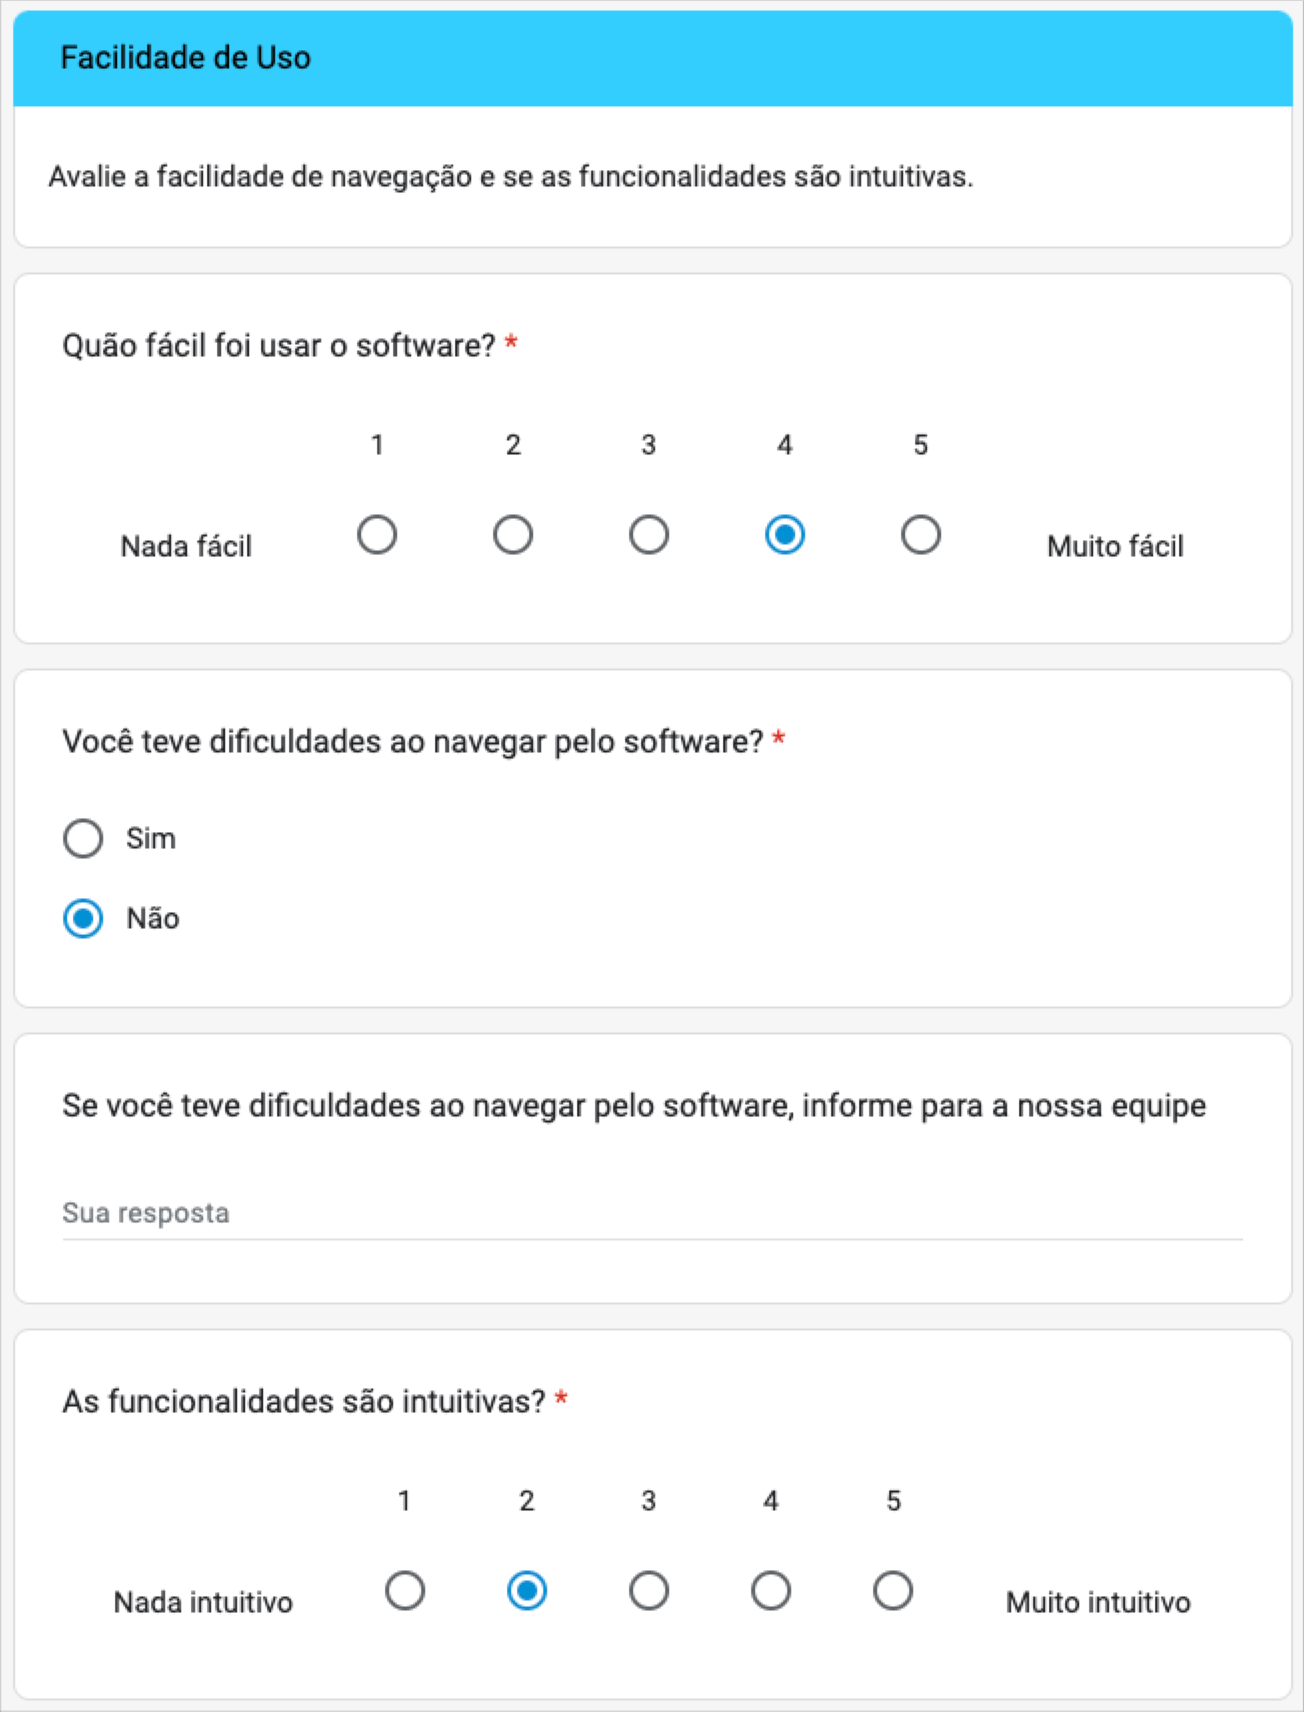 Facilidade de Uso
Avalie a facilidade de navegação e se as funcionalidades são intuitivas.
Quão fácil foi usar o software? *
1 2 3 4 5
Nada fácil Muito fácil
Você teve dificuldades ao navegar pelo software? *
Sim
Não
Se você teve dificuldades ao navegar pelo software, informe para a nossa equipe
Sua resposta
As funcionalidades são intuitivas? *
1 2 3 4 5
Nada intuitivo Muito intuitivo